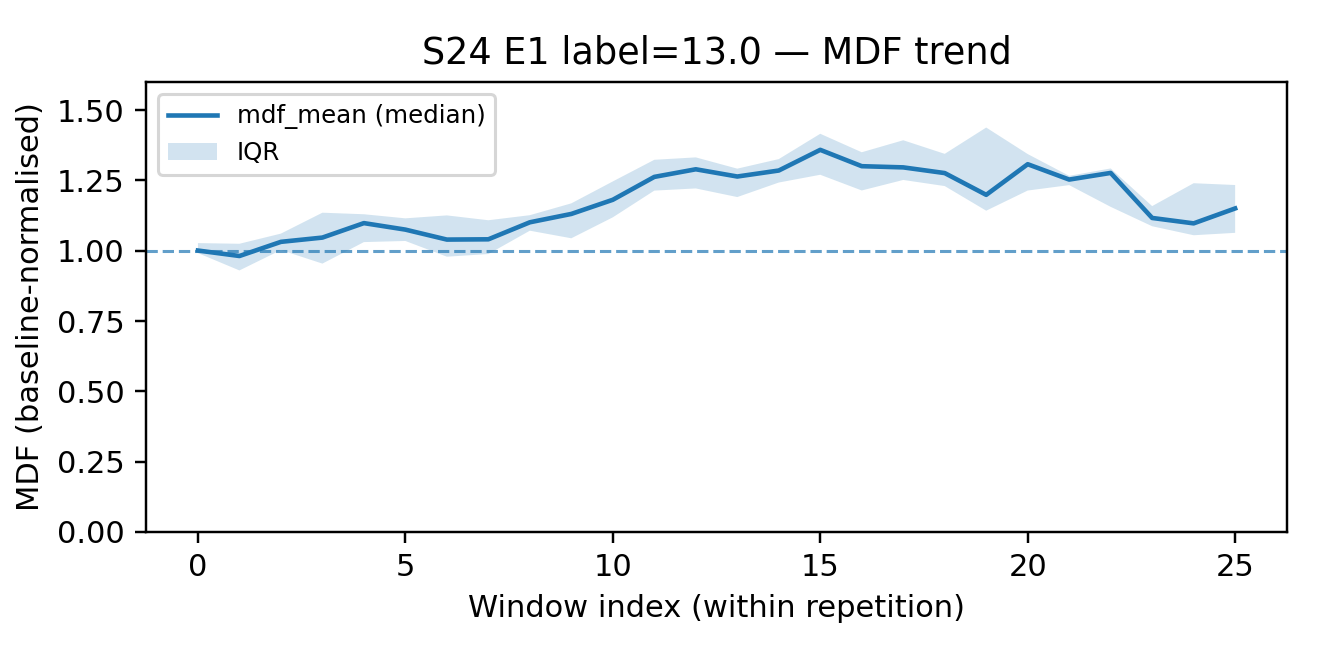 S24 E1 label=13.0 — MDF trend
mdf_mean (median)
IQR
MDF (baseline-normalised)
1.50
1.25
1.00
0.75
0.50
0.25
0.00
0 5 10 15 20 25
Window index (within repetition)